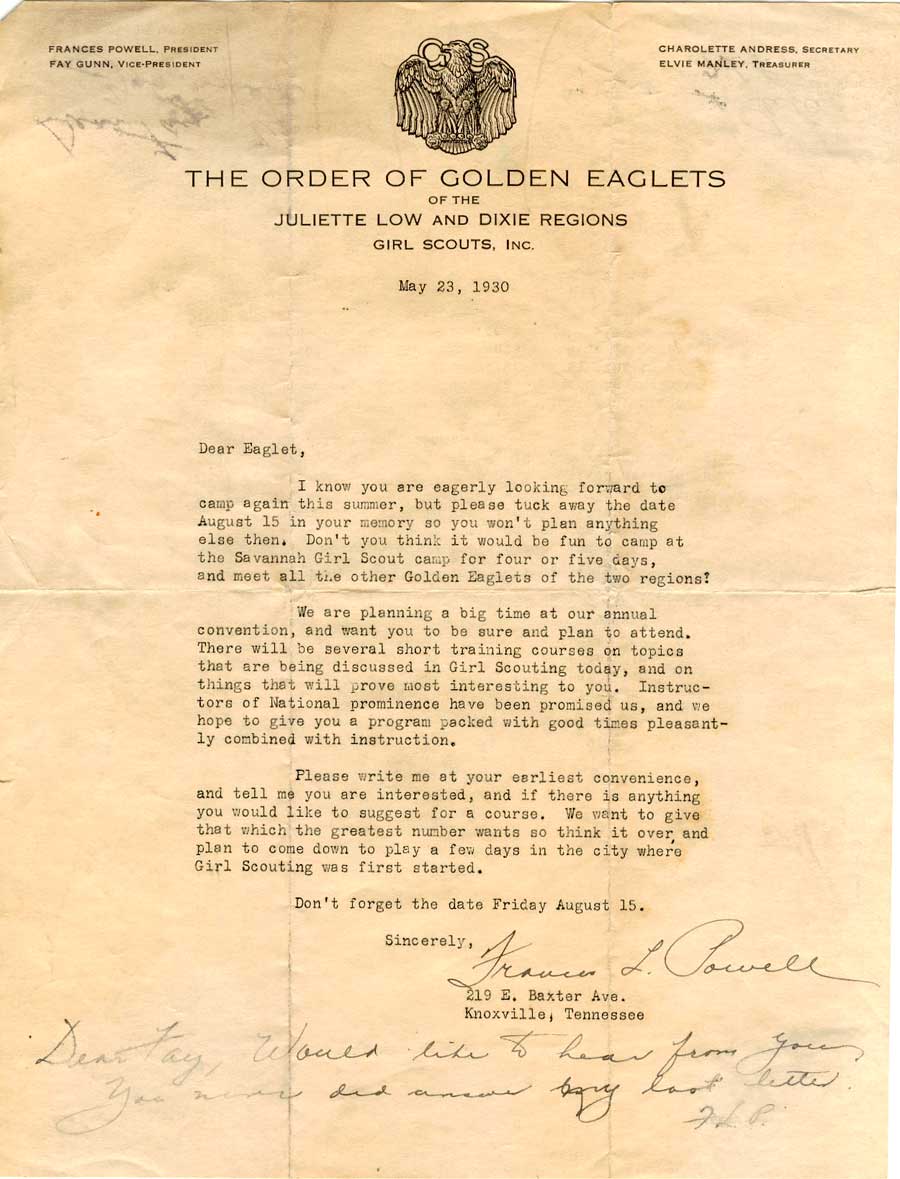 FRANCES POWELL, PRESIDENT
FAY GUNN, VICE-PRESIDENT
CHAROLETTE ANDRESS, SECRETARY
ELVIE MANLEY, TREASURER
G S
THE ORDER OF GOLDEN EAGLETS
OF THE
JULIETTE LOW AND DIXIE REGIONS
GIRL SCOUTS, INC.
May 23, 1930
Dear Eaglet,
I know you are eagerly looking forward to
camp again this summer, but please tuck away the date
August 15 in your memory so you won't plan anything
else then. Don't you think it would be fun to camp at
the Savannah Girl Scout camp for four or five days,
and meet all the other Golden Eaglets of the two regions?
We are planning a big time at our annual
convention, and want you to be sure and plan to attend.
There will be several short training courses on topics
that are being discussed in Girl Scouting today, and on
things that will prove most interesting to you. Instruc-
tors of National prominence have been promised us, and we
hope to give you a program packed with good times pleasant-
ly combined with instruction.
Please write me at your earliest convenience,
and tell me you are interested, and if there is anything
you would like to suggest for a course. We want to give
that which the greatest number wants so think it over and
plan to come down to play a few days in the city where
Girl Scouting was first started.
Don't forget the date Friday August 15.
Sincerely,
Frances L. Powell
219 E. Baxter Ave.
Knoxville, Tennessee
Dear Fay, Would like to hear from you.
You never did answer my last letter.
F.L.P.